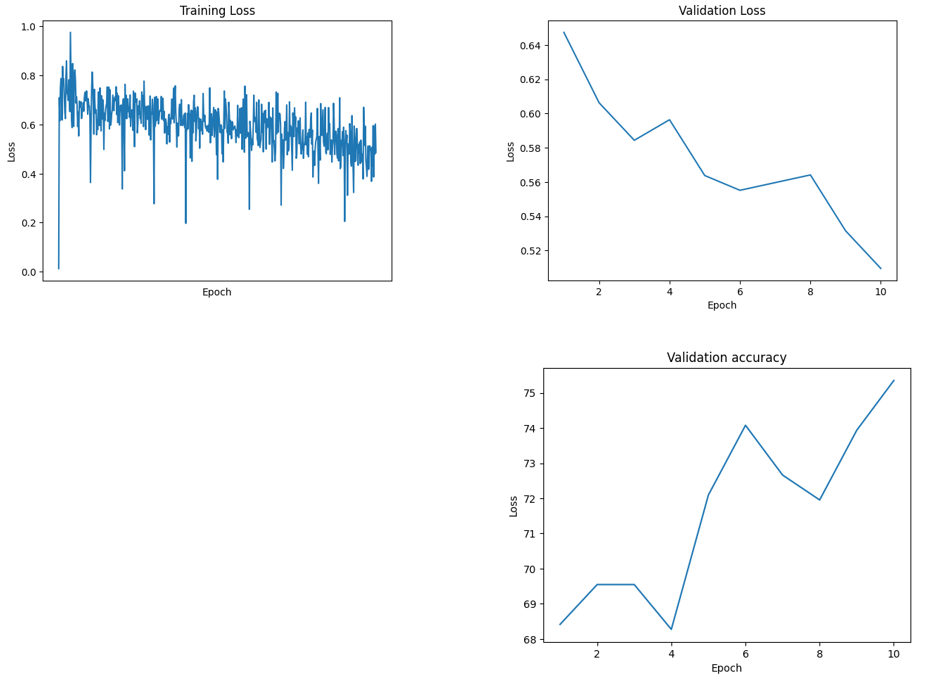 Training Loss
1.0
0.8
0.6
0.4
0.2
0.0
Loss
Epoch
Validation Loss
0.64
0.62
0.60
0.58
0.56
0.54
0.52
Loss
2 4 6 8 10
Epoch
Validation accuracy
75
74
73
72
71
70
69
68
Loss
2 4 6 8 10
Epoch